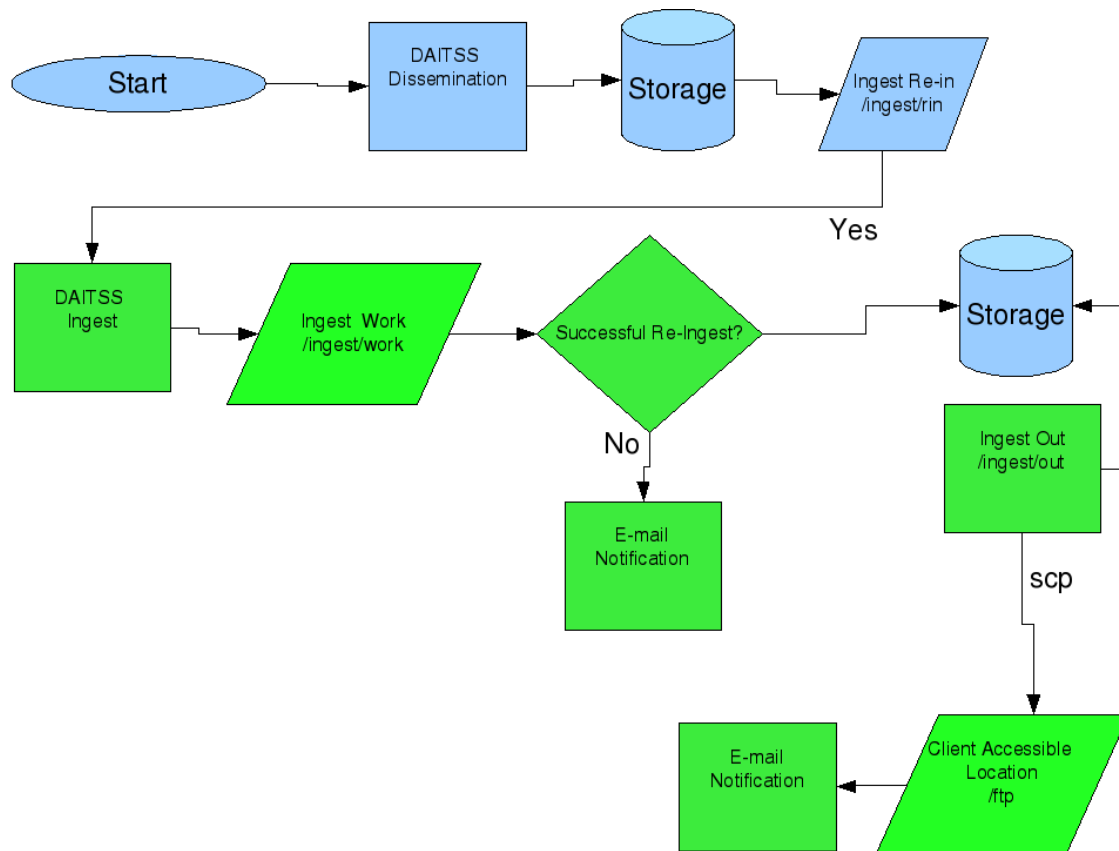 Start
DAITSS
Dissemination
Storage
Ingest Re-in
/ingest/rin
Yes
DAITSS
Ingest
Ingest Work
/ingest/work
Successful Re-Ingest?
Storage
No
Ingest Out
/ingest/out
E-mail
Notification
scp
E-mail
Notification
Client Accessible
Location
/ftp